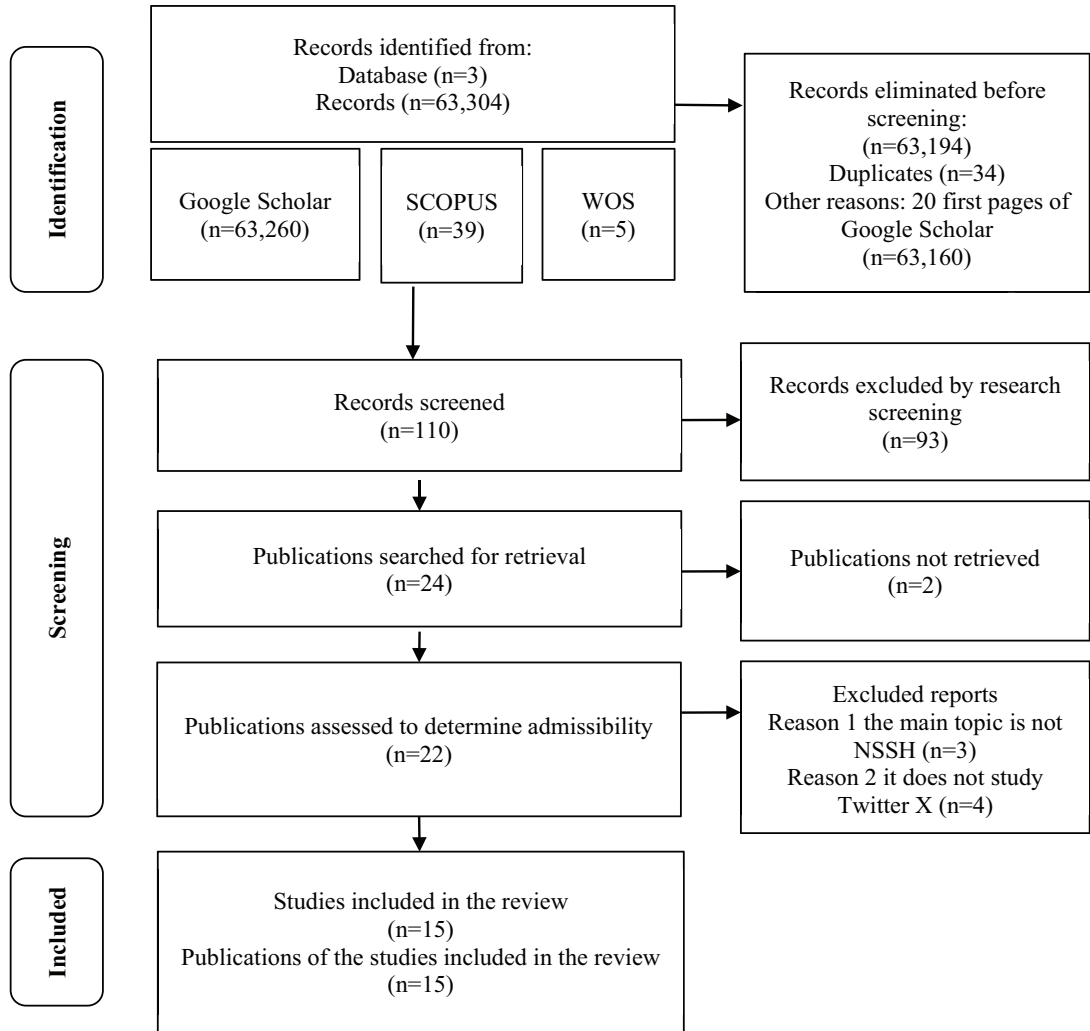 Identification
Records identified from:
Database (n=3)
Records (n=63,304)
Google Scholar
(n=63,260)
SCOPUS
(n=39)
WOS
(n=5)
Records eliminated before
screening:
(n=63,194)
Duplicates (n=34)
Other reasons: 20 first pages of
Google Scholar
(n=63,160)
Screening
Records screened
(n=110)
Records excluded by research
screening
(n=93)
Publications searched for retrieval
(n=24)
Publications not retrieved
(n=2)
Publications assessed to determine admissibility
(n=22)
Excluded reports
Reason 1 the main topic is not
NSSH (n=3)
Reason 2 it does not study
Twitter X (n=4)
Included
Studies included in the review
(n=15)
Publications of the studies included in the review
(n=15)